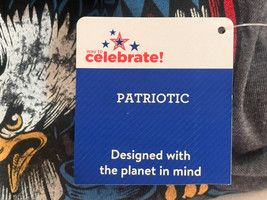 way to
celebrate!
PATRIOTIC
Designed with
the planet in mind